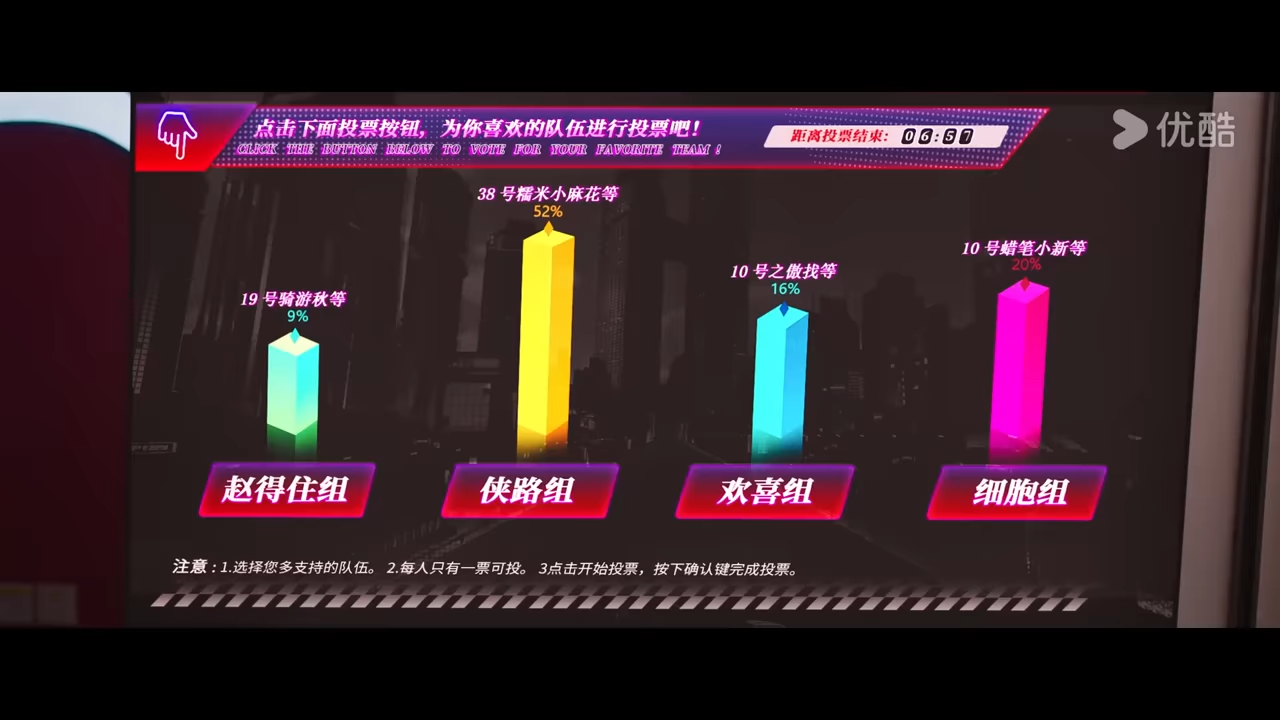 点击下面投票按钮，为你喜欢的队伍进行投票吧！
CLICK THE BUTTON BELOW TO VOTE FOR YOUR FAVORITE TEAM !
距离投票结束: 06:57
优酷
38 号糯米小麻花等
52%
10 号蜡笔小新等
20%
10 号之傲找等
16%
19 号骑游秋等
9%
赵得住组
侠路组
欢喜组
细胞组
注意 : 1.选择您多支持的队伍。 2.每人只有一票可投。 3点击开始投票，按下确认键完成投票。